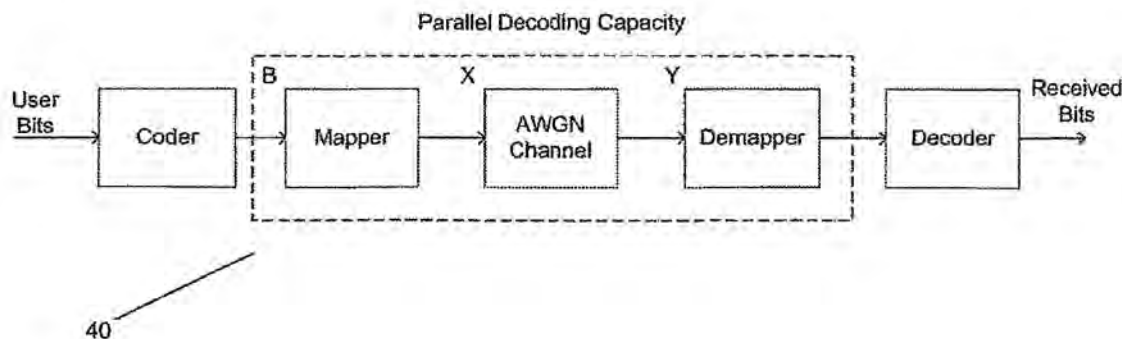 Parallel Decoding Capacity
B
X
Y
User
Bits
Coder
Mapper
AWGN
Channel
Demapper
Decoder
Received
Bits
40